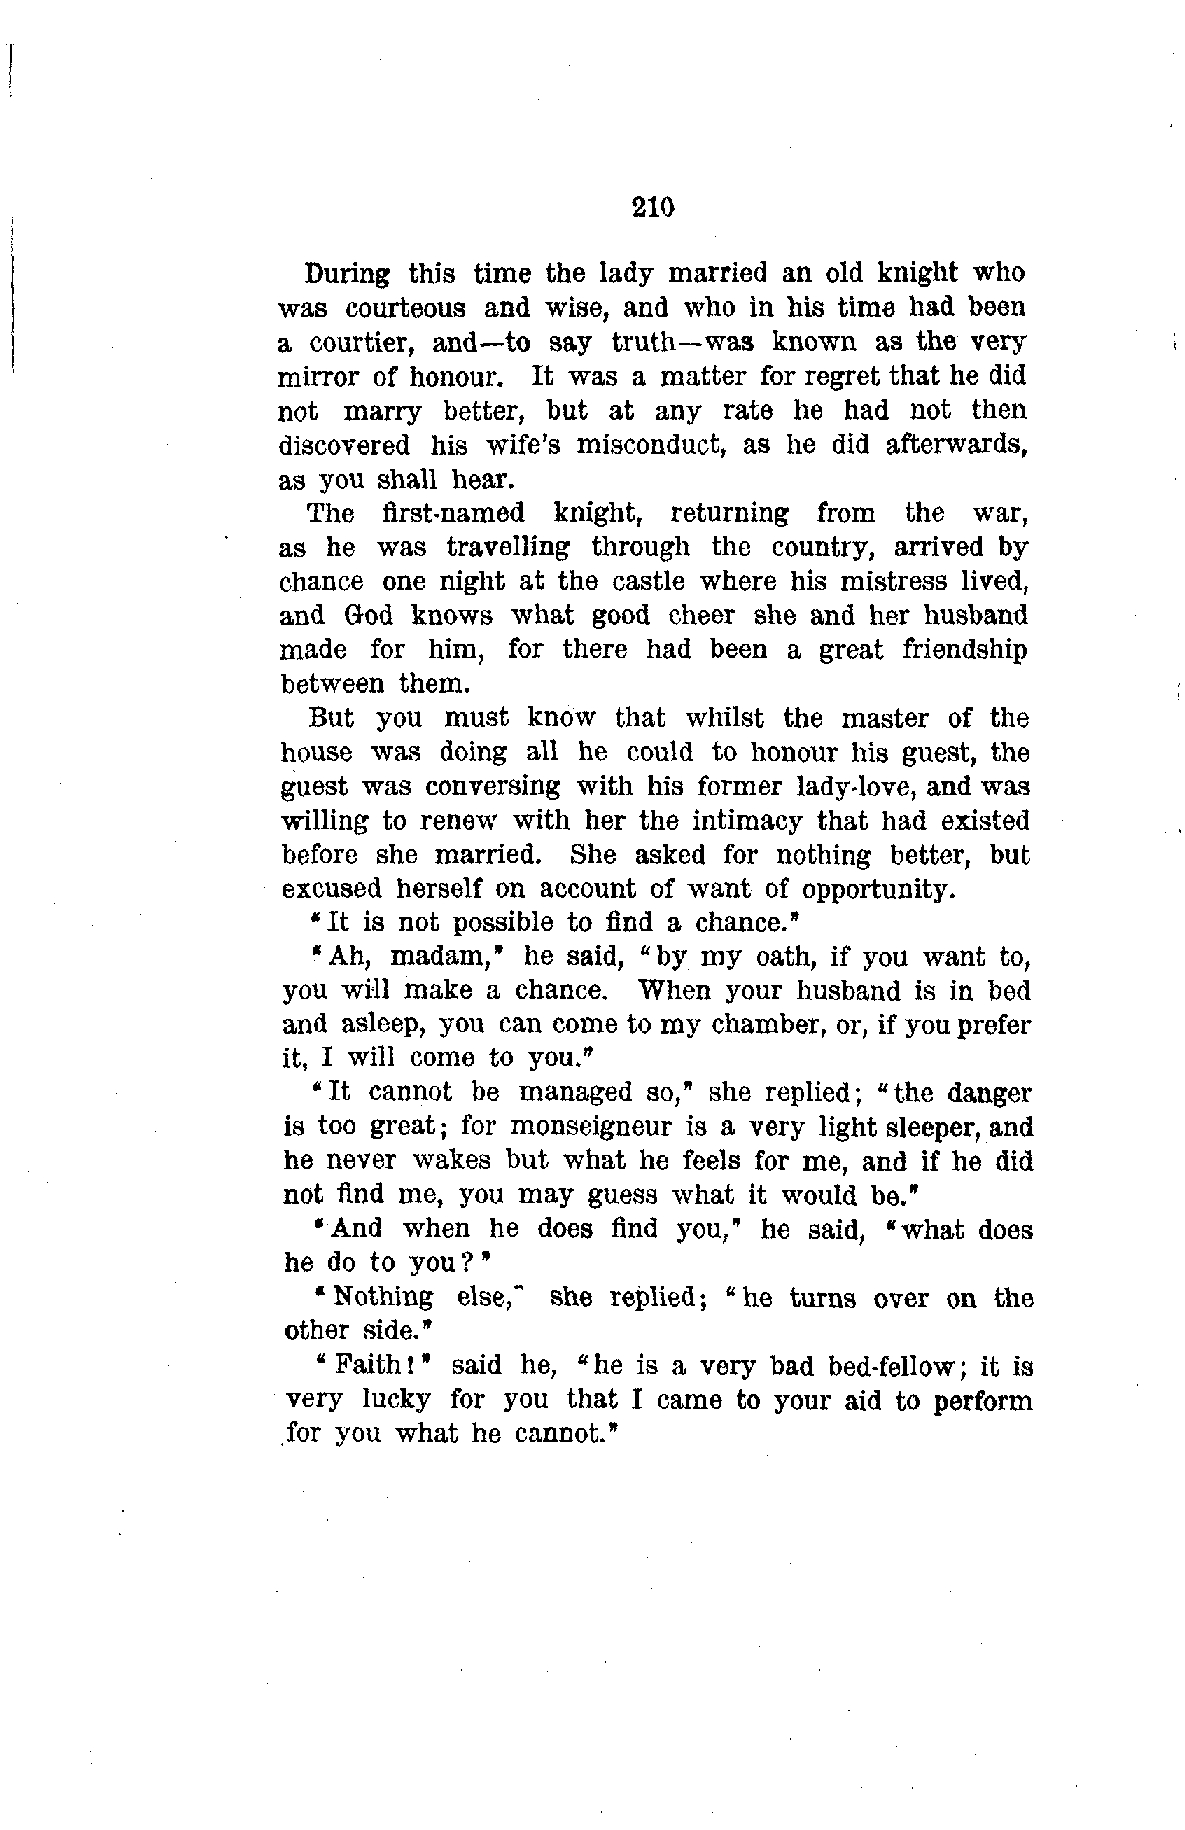 210
During this time the lady married an old knight who
was courteous and wise, and who in his time had been
a courtier, and—to say truth—was known as the very
mirror of honour. It was a matter for regret that he did
not marry better, but at any rate he had not then
discovered his wife's misconduct, as he did afterwards,
as you shall hear.
The first-named knight, returning from the war,
as he was travelling through the country, arrived by
chance one night at the castle where his mistress lived,
and God knows what good cheer she and her husband
made for him, for there had been a great friendship
between them.
But you must know that whilst the master of the
house was doing all he could to honour his guest, the
guest was conversing with his former lady-love, and was
willing to renew with her the intimacy that had existed
before she married. She asked for nothing better, but
excused herself on account of want of opportunity.
"It is not possible to find a chance."
"Ah, madam," he said, "by my oath, if you want to,
you will make a chance. When your husband is in bed
and asleep, you can come to my chamber, or, if you prefer
it, I will come to you."
"It cannot be managed so," she replied; "the danger
is too great; for monseigneur is a very light sleeper, and
he never wakes but what he feels for me, and if he did
not find me, you may guess what it would be."
"And when he does find you," he said, "what does
he do to you?"
"Nothing else," she replied; "he turns over on the
other side."
"Faith!" said he, "he is a very bad bed-fellow; it is
very lucky for you that I came to your aid to perform
for you what he cannot."